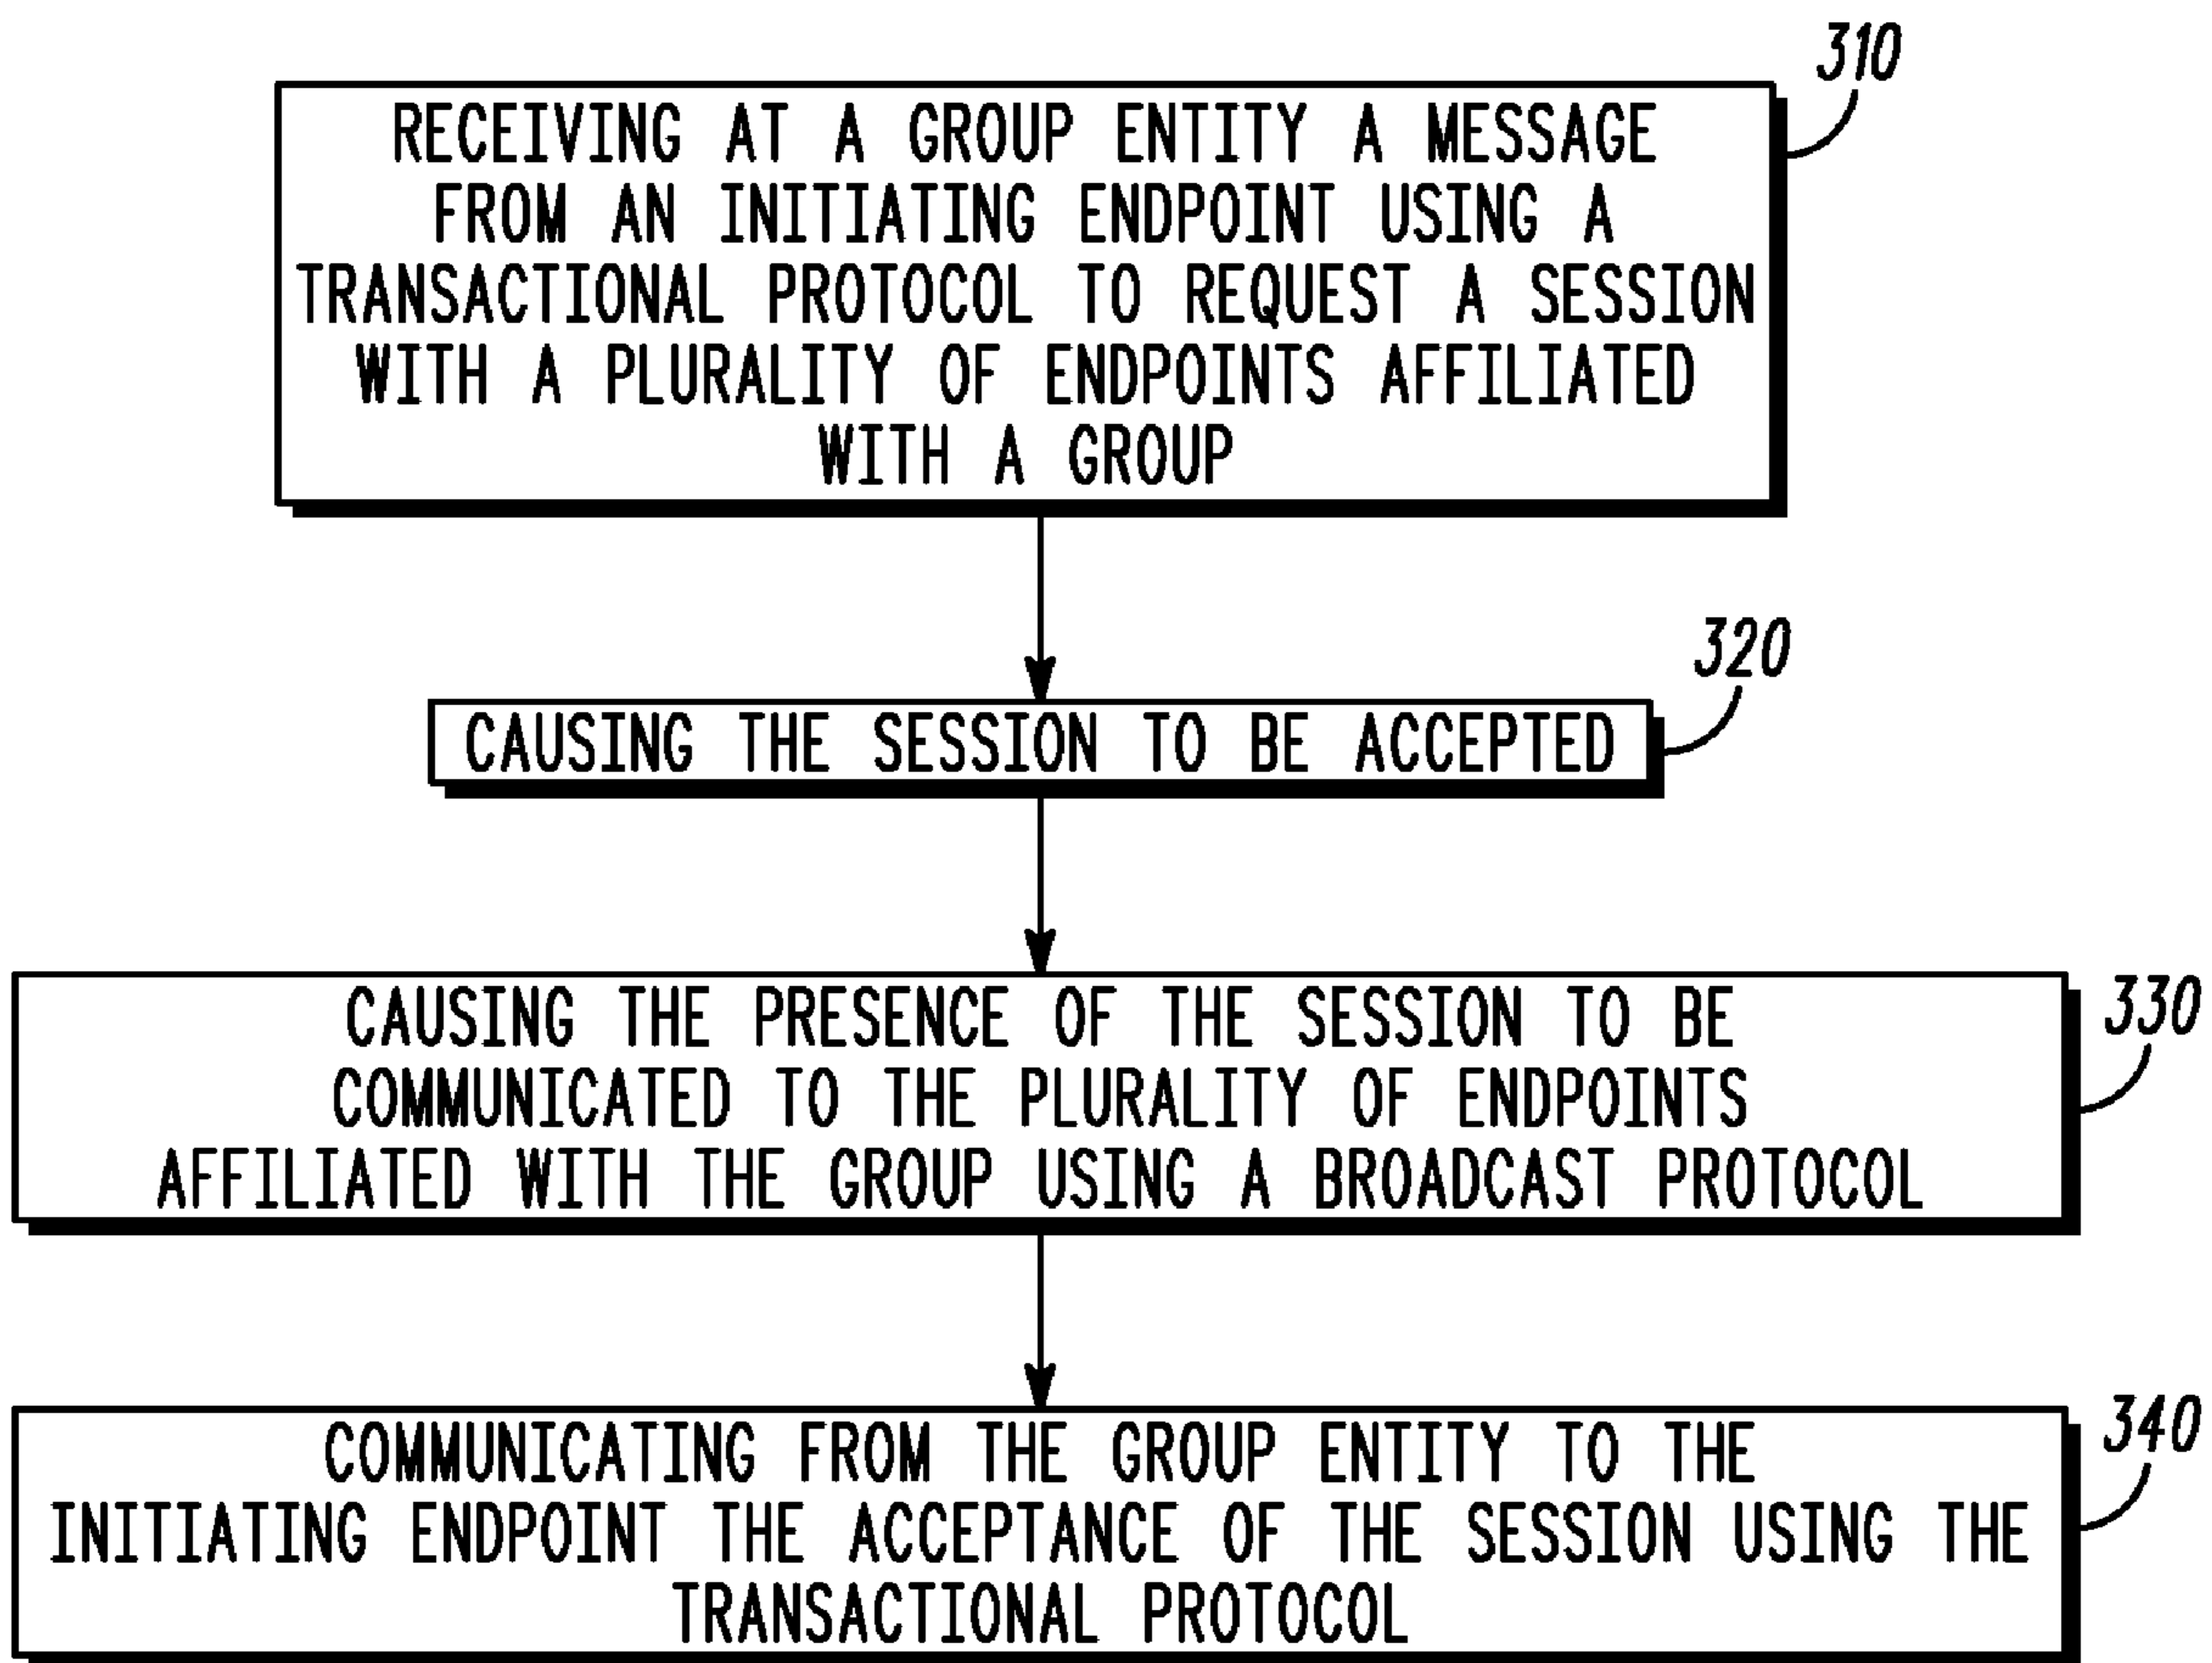 310
RECEIVING AT A GROUP ENTITY A MESSAGE
FROM AN INITIATING ENDPOINT USING A
TRANSACTIONAL PROTOCOL TO REQUEST A SESSION
WITH A PLURALITY OF ENDPOINTS AFFILIATED
WITH A GROUP
320
CAUSING THE SESSION TO BE ACCEPTED
330
CAUSING THE PRESENCE OF THE SESSION TO BE
COMMUNICATED TO THE PLURALITY OF ENDPOINTS
AFFILIATED WITH THE GROUP USING A BROADCAST PROTOCOL
340
COMMUNICATING FROM THE GROUP ENTITY TO THE
INITIATING ENDPOINT THE ACCEPTANCE OF THE SESSION USING THE
TRANSACTIONAL PROTOCOL